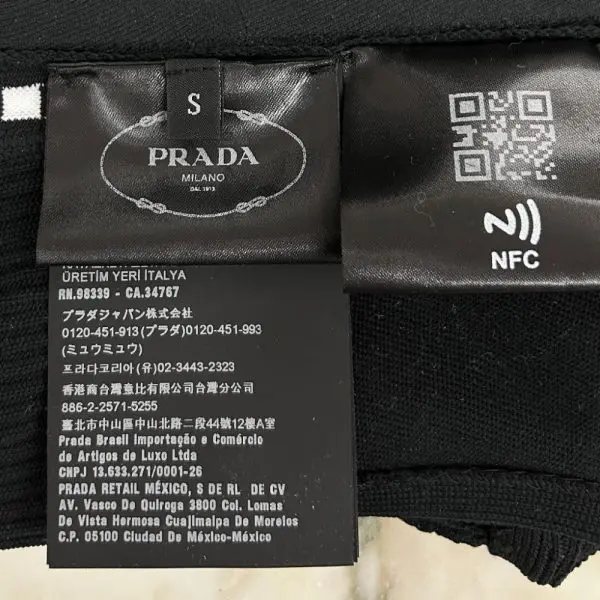 S
PRADA
MILANO
DAL 1913
NFC
ÜRETİM YERİ İTALYA
RN.98339 - CA.34767
プラダジャパン株式会社
0120-451-913(プラダ)0120-451-993
(ミュウミュウ)
프라다코리아(유)02-3443-2323
香港商台灣意比有限公司台灣分公司
886-2-2571-5255
臺北市中山區中山北路二段44號12樓A室
Prada Brasil Importação e Comércio
de Artigos de Luxo Ltda
CNPJ 13.633.271/0001-26
PRADA RETAIL MÉXICO, S DE RL DE CV
AV. Vasco De Quiroga 3800 Col. Lomas
De Vista Hermosa Cuajimalpa De Morelos
C.P. 05100 Ciudad De México-México